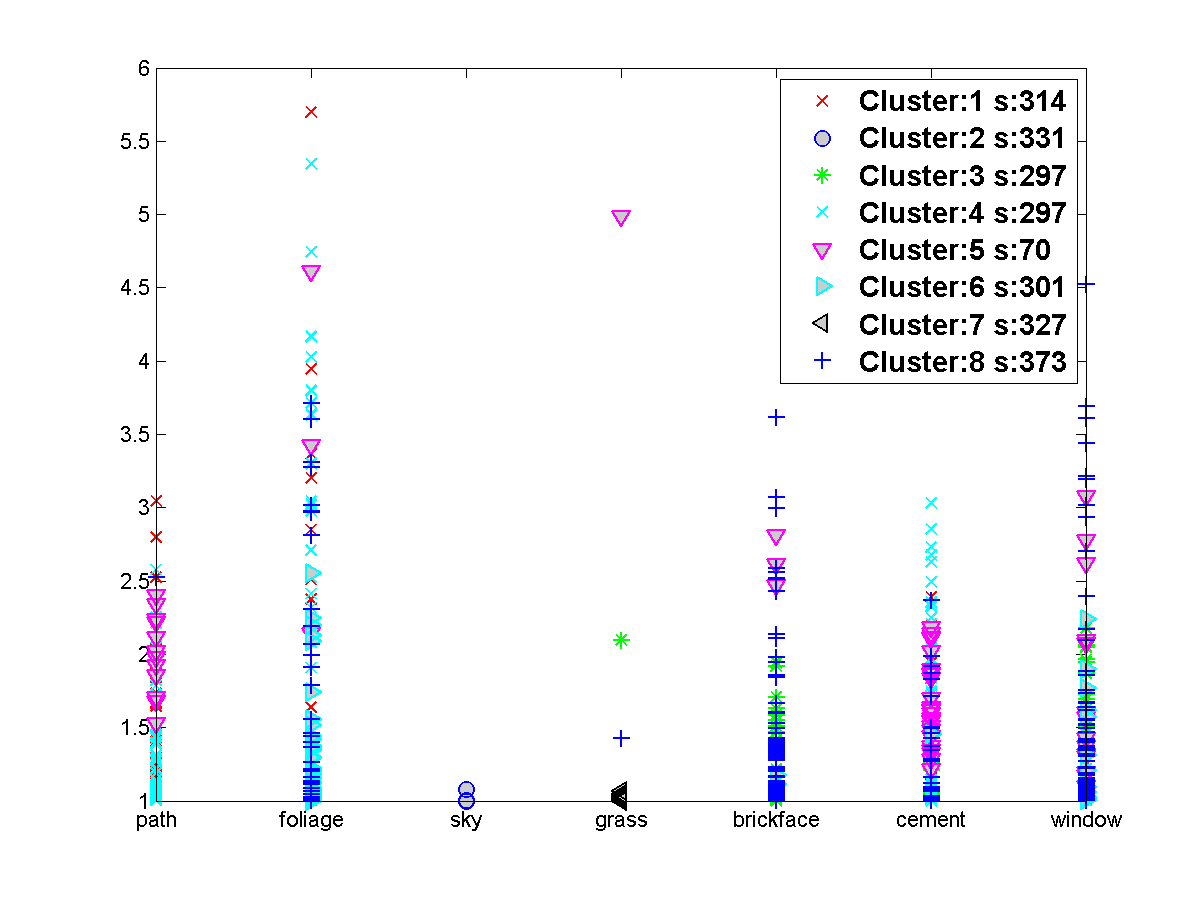 6
5.5
5
4.5
4
3.5
3
2.5
2
1.5
1
path foliage sky grass brickface cement window
Cluster:1 s:314
Cluster:2 s:331
Cluster:3 s:297
Cluster:4 s:297
Cluster:5 s:70
Cluster:6 s:301
Cluster:7 s:327
Cluster:8 s:373